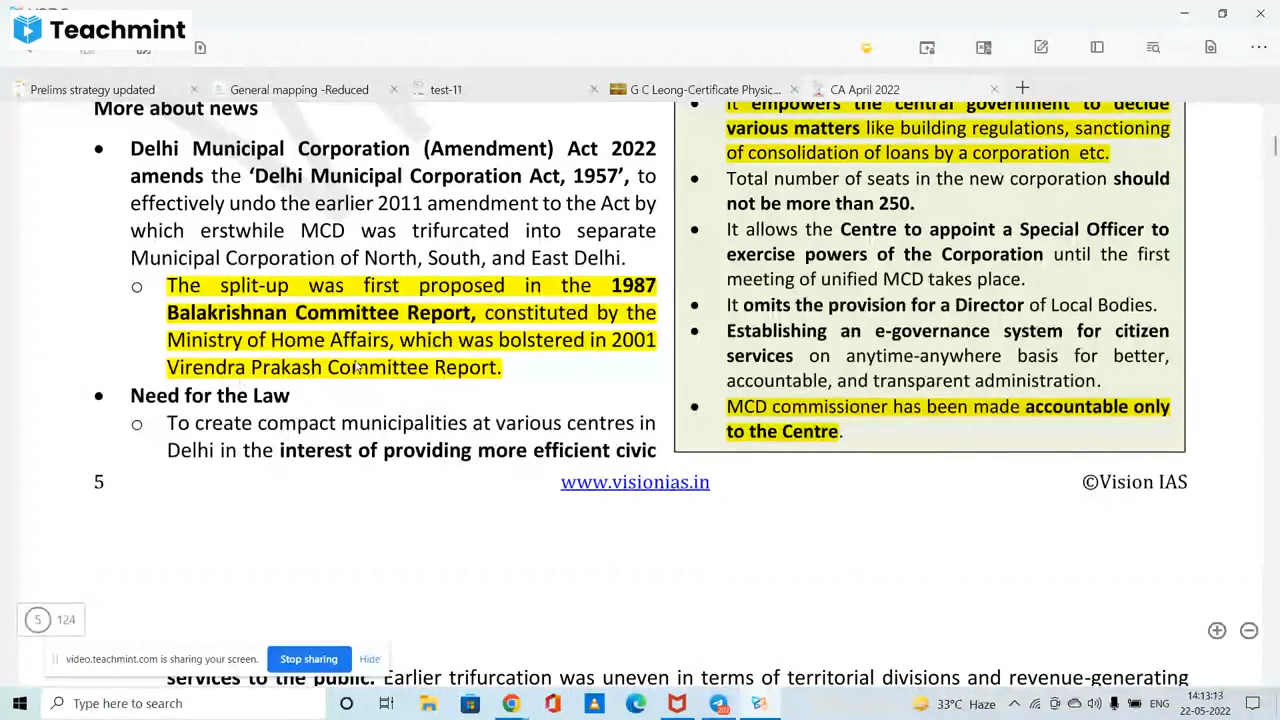 Teachmint
Prelims strategy updated
General mapping -Reduced
test-11
G C Leong-Certificate Physic...
CA April 2022
More about news
• Delhi Municipal Corporation (Amendment) Act 2022
amends the ‘Delhi Municipal Corporation Act, 1957’, to
effectively undo the earlier 2011 amendment to the Act by
which erstwhile MCD was trifurcated into separate
Municipal Corporation of North, South, and East Delhi.
o The split-up was first proposed in the 1987
Balakrishnan Committee Report, constituted by the
Ministry of Home Affairs, which was bolstered in 2001
Virendra Prakash Committee Report.
• Need for the Law
o To create compact municipalities at various centres in
Delhi in the interest of providing more efficient civic
• It empowers the central government to decide
various matters like building regulations, sanctioning
of consolidation of loans by a corporation etc.
• Total number of seats in the new corporation should
not be more than 250.
• It allows the Centre to appoint a Special Officer to
exercise powers of the Corporation until the first
meeting of unified MCD takes place.
• It omits the provision for a Director of Local Bodies.
• Establishing an e-governance system for citizen
services on anytime-anywhere basis for better,
accountable, and transparent administration.
• MCD commissioner has been made accountable only
to the Centre.
5 www.visionias.in ©Vision IAS
5 124
video.teachmint.com is sharing your screen. Stop sharing Hide
services to the public. Earlier trifurcation was uneven in terms of territorial divisions and revenue-generating
Type here to search
33°C Haze
ENG
14:13:13
22-05-2022